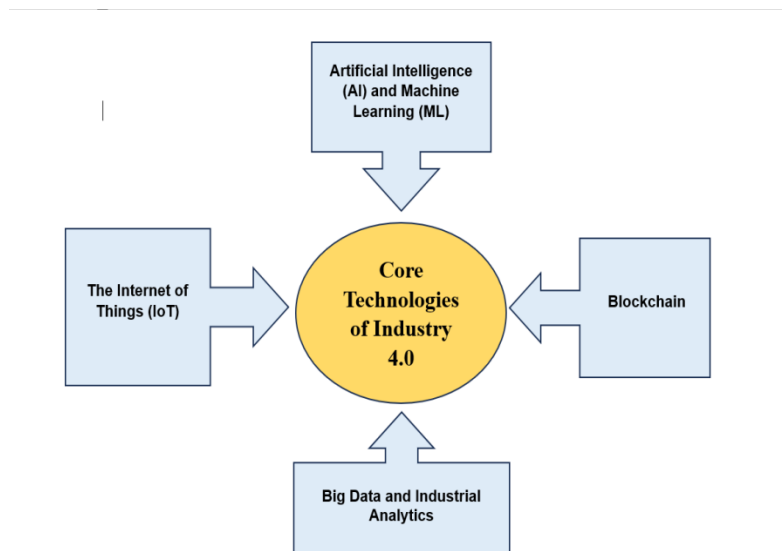 Artificial Intelligence
(AI) and Machine
Learning (ML)
The Internet of
Things (IoT)
Core
Technologies
of Industry
4.0
Blockchain
Big Data and Industrial
Analytics